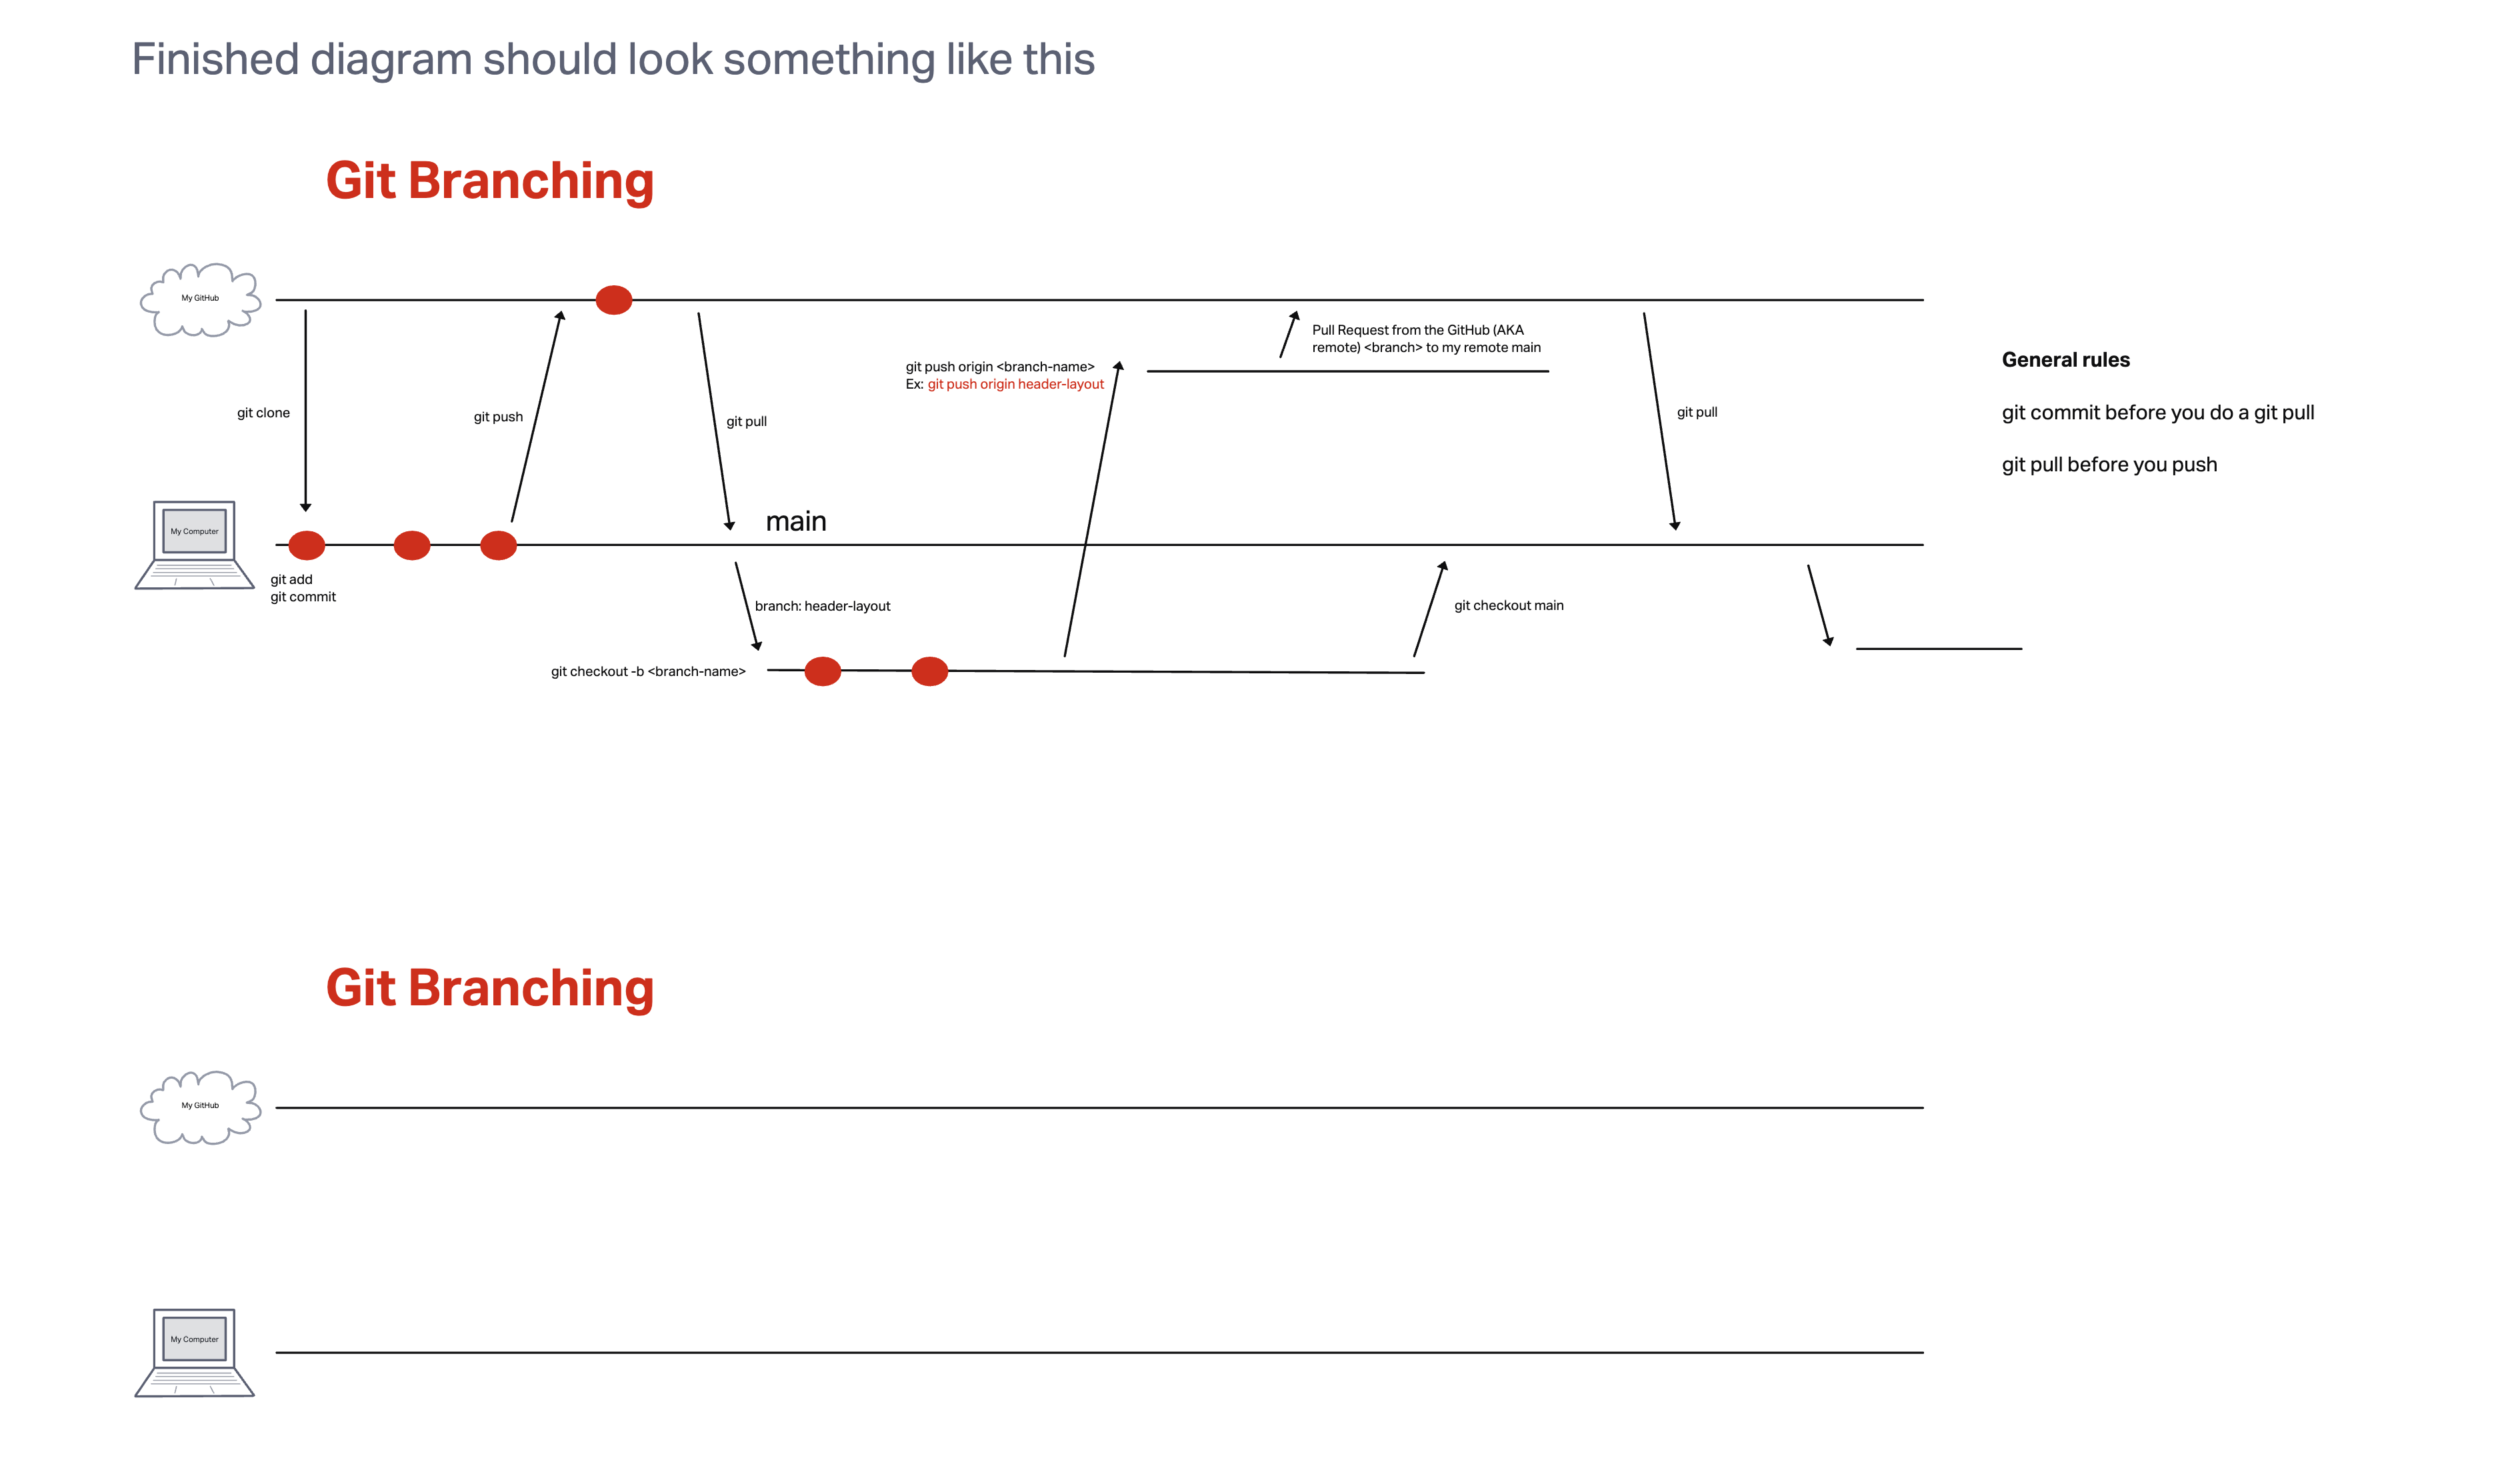 Finished diagram should look something like this
Git Branching
My GitHub
Pull Request from the GitHub (AKA
remote) <branch> to my remote main
git push origin <branch-name>
Ex: git push origin header-layout
General rules
git commit before you do a git pull
git pull before you push
git clone
git push
git pull
git pull
main
My Computer
git add
git commit
branch: header-layout
git checkout main
git checkout -b <branch-name>
Git Branching
My GitHub
My Computer